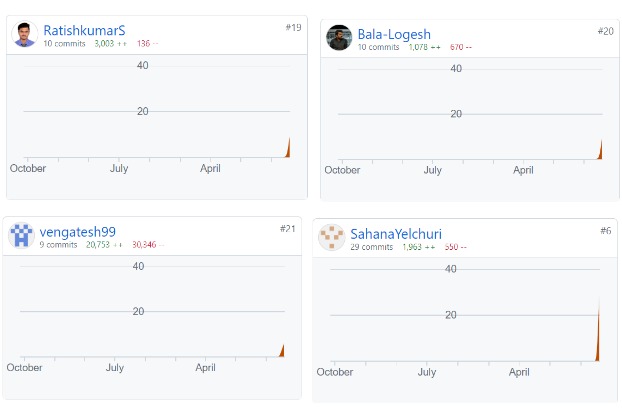 RatishkumarS #19
10 commits 3,003 ++ 136 --
40
20
October July April
Bala-Logesh #20
10 commits 1,078 ++ 670 --
40
20
October July April
vengatesh99 #21
9 commits 20,753 ++ 30,346 --
40
20
October July April
SahanaYelchuri #6
29 commits 1,963 ++ 550 --
40
20
October July April